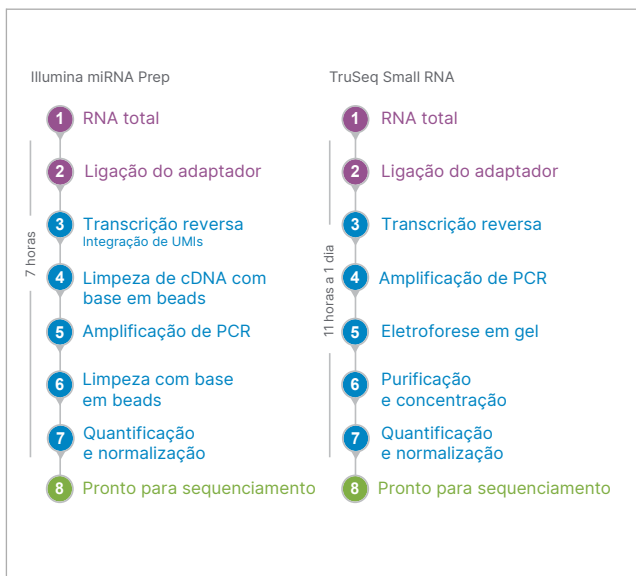 Illumina miRNA Prep
1 RNA total
2 Ligação do adaptador
3 Transcrição reversa
Integração de UMIs
4 Limpeza de cDNA com
base em beads
5 Amplificação de PCR
6 Limpeza com base
em beads
7 Quantificação
e normalização
8 Pronto para sequenciamento
7 horas
TruSeq Small RNA
1 RNA total
2 Ligação do adaptador
3 Transcrição reversa
4 Amplificação de PCR
5 Eletroforese em gel
6 Purificação
e concentração
7 Quantificação
e normalização
8 Pronto para sequenciamento
11 horas a 1 dia